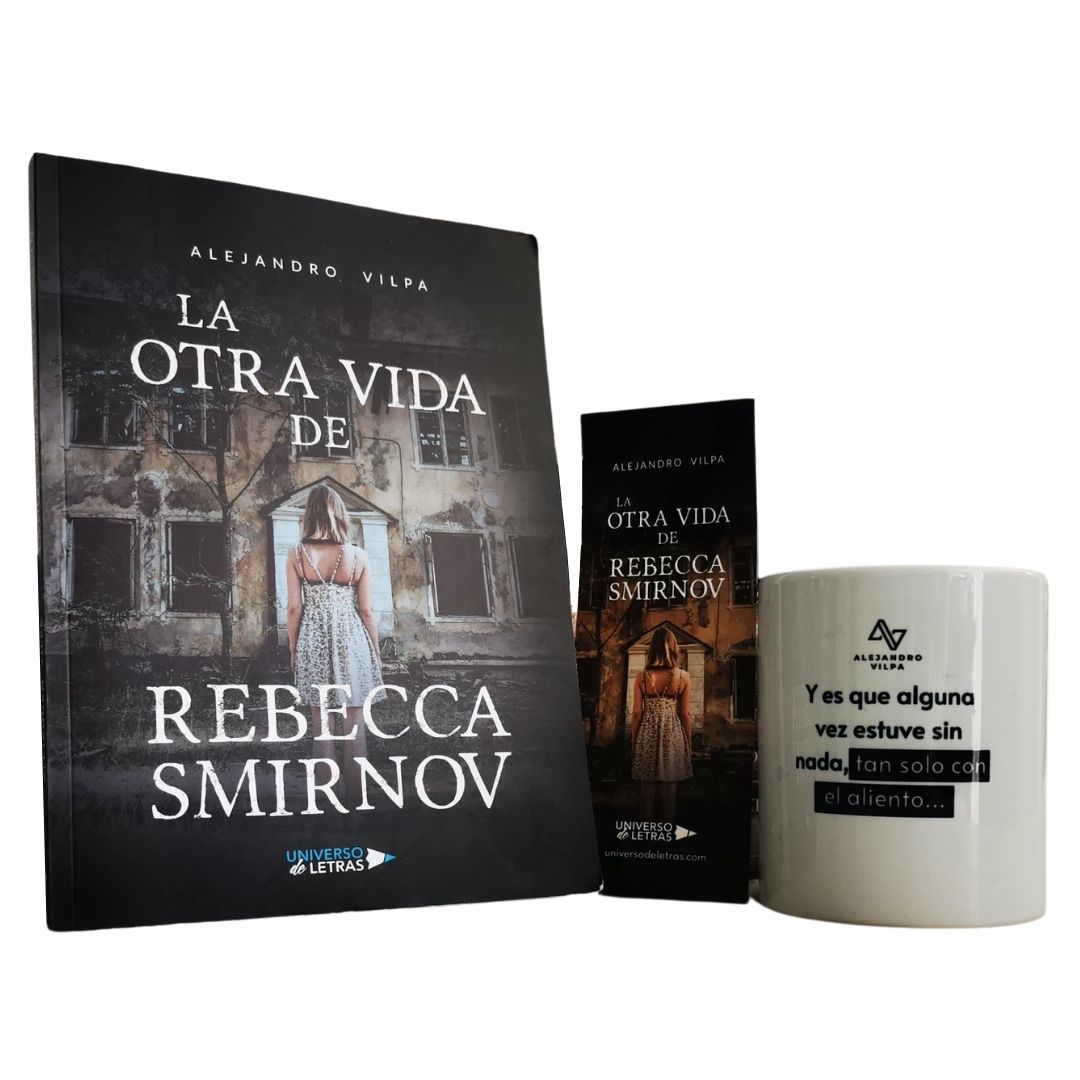 ALEJANDRO VILPA
LA
OTRA VIDA
DE
REBECCA
SMIRNOV
UNIVERSO
de LETRAS
ALEJANDRO VILPA
LA
OTRA VIDA
DE
REBECCA
SMIRNOV
UNIVERSO
de LETRAS
universodeletras.com
ALEJANDRO
VILPA
Y es que alguna
vez estuve sin
nada, tan solo con
el aliento...